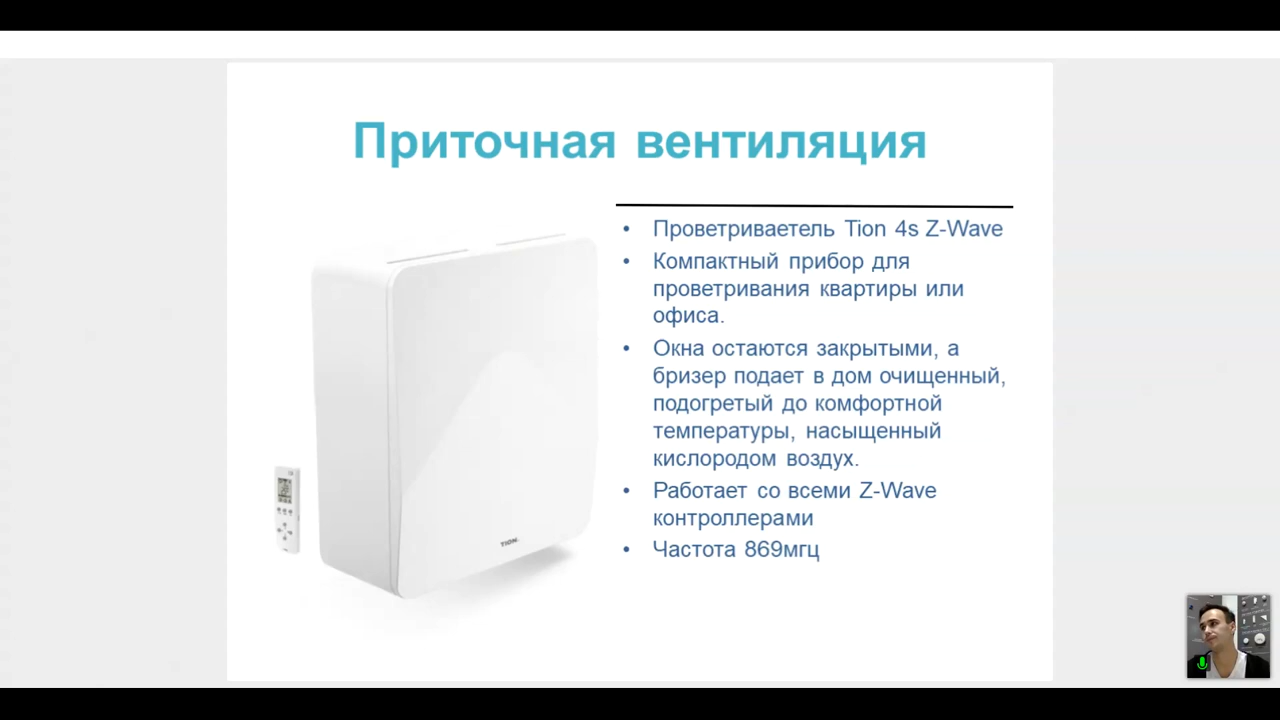 Приточная вентиляция
• Проветриваетель Tion 4s Z-Wave
• Компактный прибор для
проветривания квартиры или
офиса.
• Окна остаются закрытыми, а
бризер подает в дом очищенный,
подогретый до комфортной
температуры, насыщенный
кислородом воздух.
• Работает со всеми Z-Wave
контроллерами
• Частота 869мгц
TION.